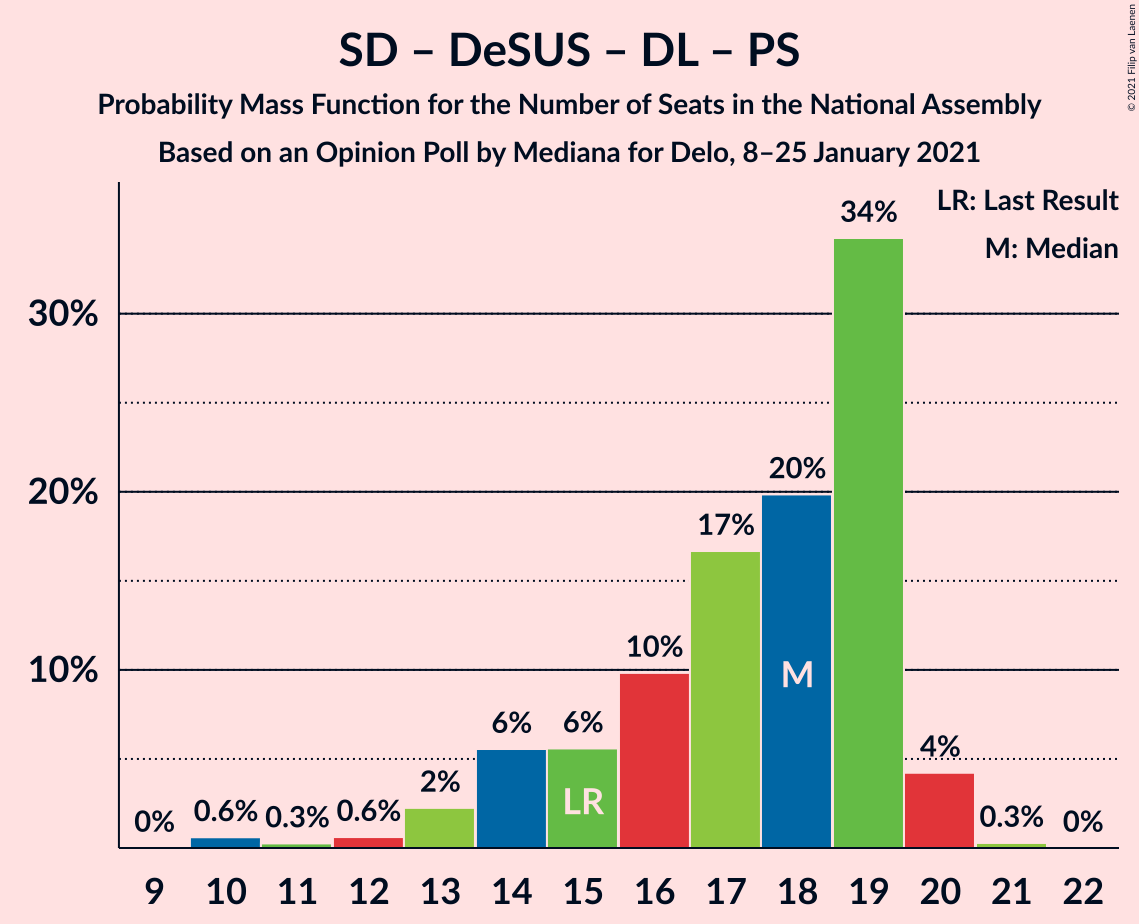 SD – DeSUS – DL – PS
Probability Mass Function for the Number of Seats in the National Assembly
Based on an Opinion Poll by Mediana for Delo, 8–25 January 2021
© 2021 Filip van Laenen
LR: Last Result
M: Median
30%
20%
10%
0%
0.6%
0.3%
0.6%
2%
6%
6%
10%
17%
20%
34%
4%
0.3%
0%
LR
M
9 10 11 12 13 14 15 16 17 18 19 20 21 22